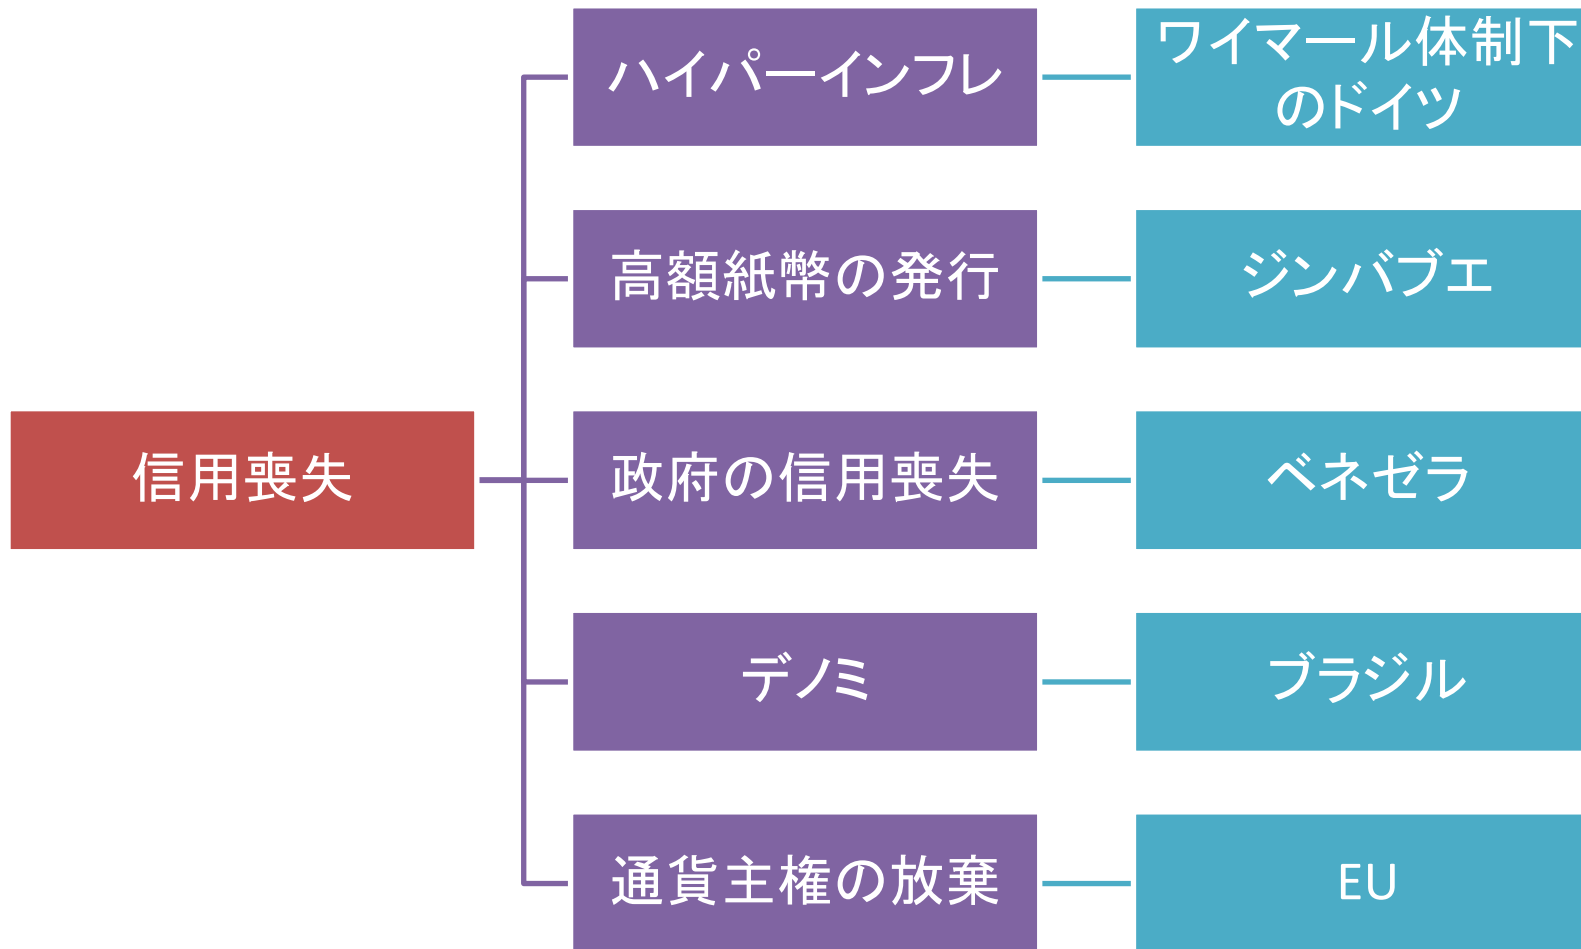 信用喪失
ハイパーインフレ
ワイマール体制下
のドイツ
高額紙幣の発行
ジンバブエ
政府の信用喪失
ベネゼラ
デノミ
ブラジル
通貨主権の放棄
EU